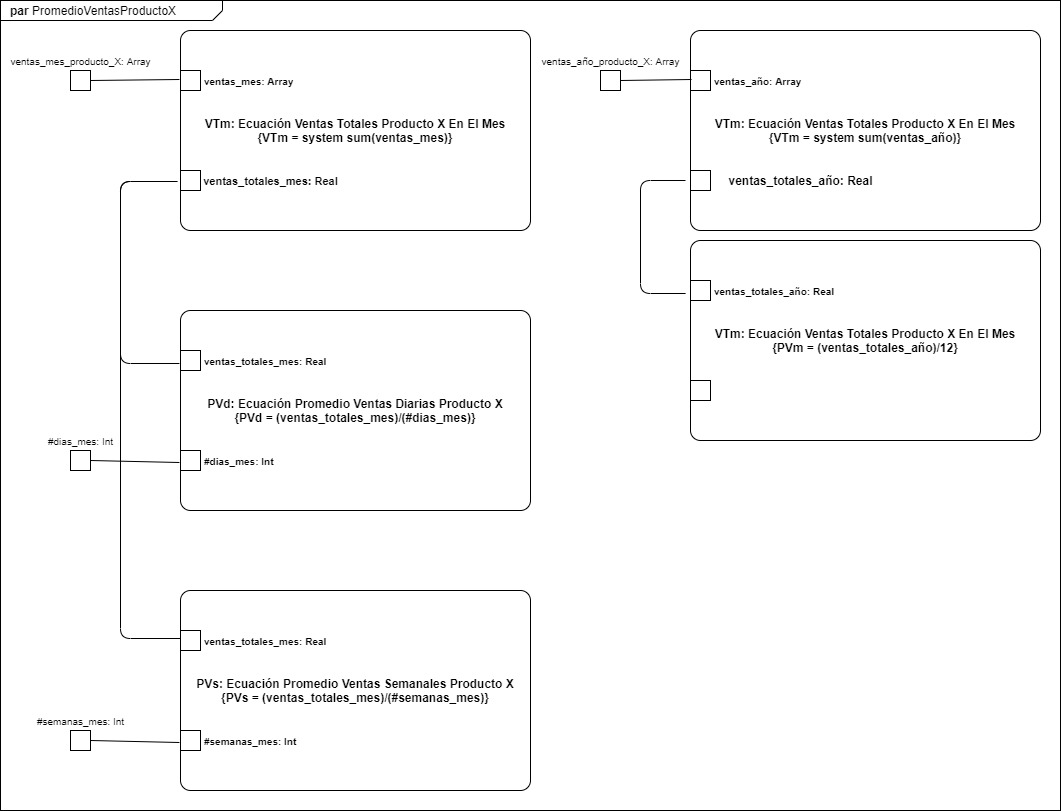 par PromedioVentasProductoX
ventas_mes_producto_X: Array
ventas_mes: Array
VTm: Ecuación Ventas Totales Producto X En El Mes
{VTm = system sum(ventas_mes)}
ventas_totales_mes: Real
ventas_totales_mes: Real
PVd: Ecuación Promedio Ventas Diarias Producto X
{PVd = (ventas_totales_mes)/(#dias_mes)}
#dias_mes: Int
#dias_mes: Int
ventas_totales_mes: Real
PVs: Ecuación Promedio Ventas Semanales Producto X
{PVs = (ventas_totales_mes)/(#semanas_mes)}
#semanas_mes: Int
#semanas_mes: Int
ventas_año_producto_X: Array
ventas_año: Array
VTm: Ecuación Ventas Totales Producto X En El Mes
{VTm = system sum(ventas_año)}
ventas_totales_año: Real
ventas_totales_año: Real
VTm: Ecuación Ventas Totales Producto X En El Mes
{PVm = (ventas_totales_año)/12}